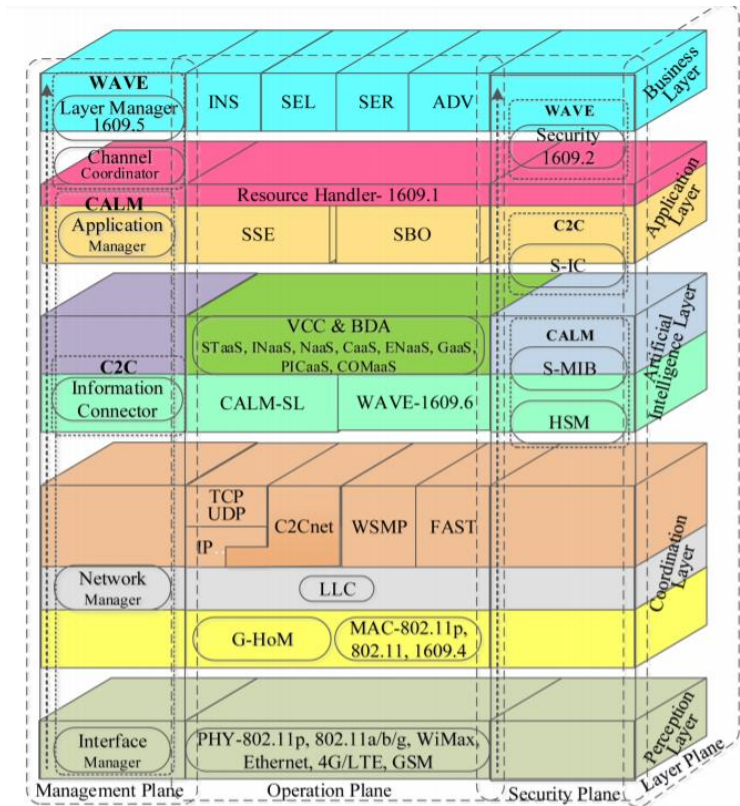 WAVE
Layer Manager
1609.5
INS
SEL
SER
ADV
WAVE
Security
1609.2
Business
Layer
Channel
Coordinator
Resource Handler- 1609.1
CALM
Application
Manager
SSE
SBO
C2C
S-IC
Application
Layer
VCC & BDA
STaaS, INaaS, NaaS, CaaS, ENaaS, GaaS,
PICaaS, COMaaS
CALM
S-MIB
HSM
Artificial
Intelligence Layer
C2C
Information
Connector
CALM-SL
WAVE-1609.6
TCP
UDP
IP..
C2Cnet
WSMP
FAST
Network
Manager
LLC
Coordination
Layer
G-HoM
MAC-802.11p,
802.11, 1609.4
Interface
Manager
PHY-802.11p, 802.11a/b/g, WiMax,
Ethernet, 4G/LTE, GSM
Perception
Layer
Layer Plane
Management Plane
Operation Plane
Security Plane